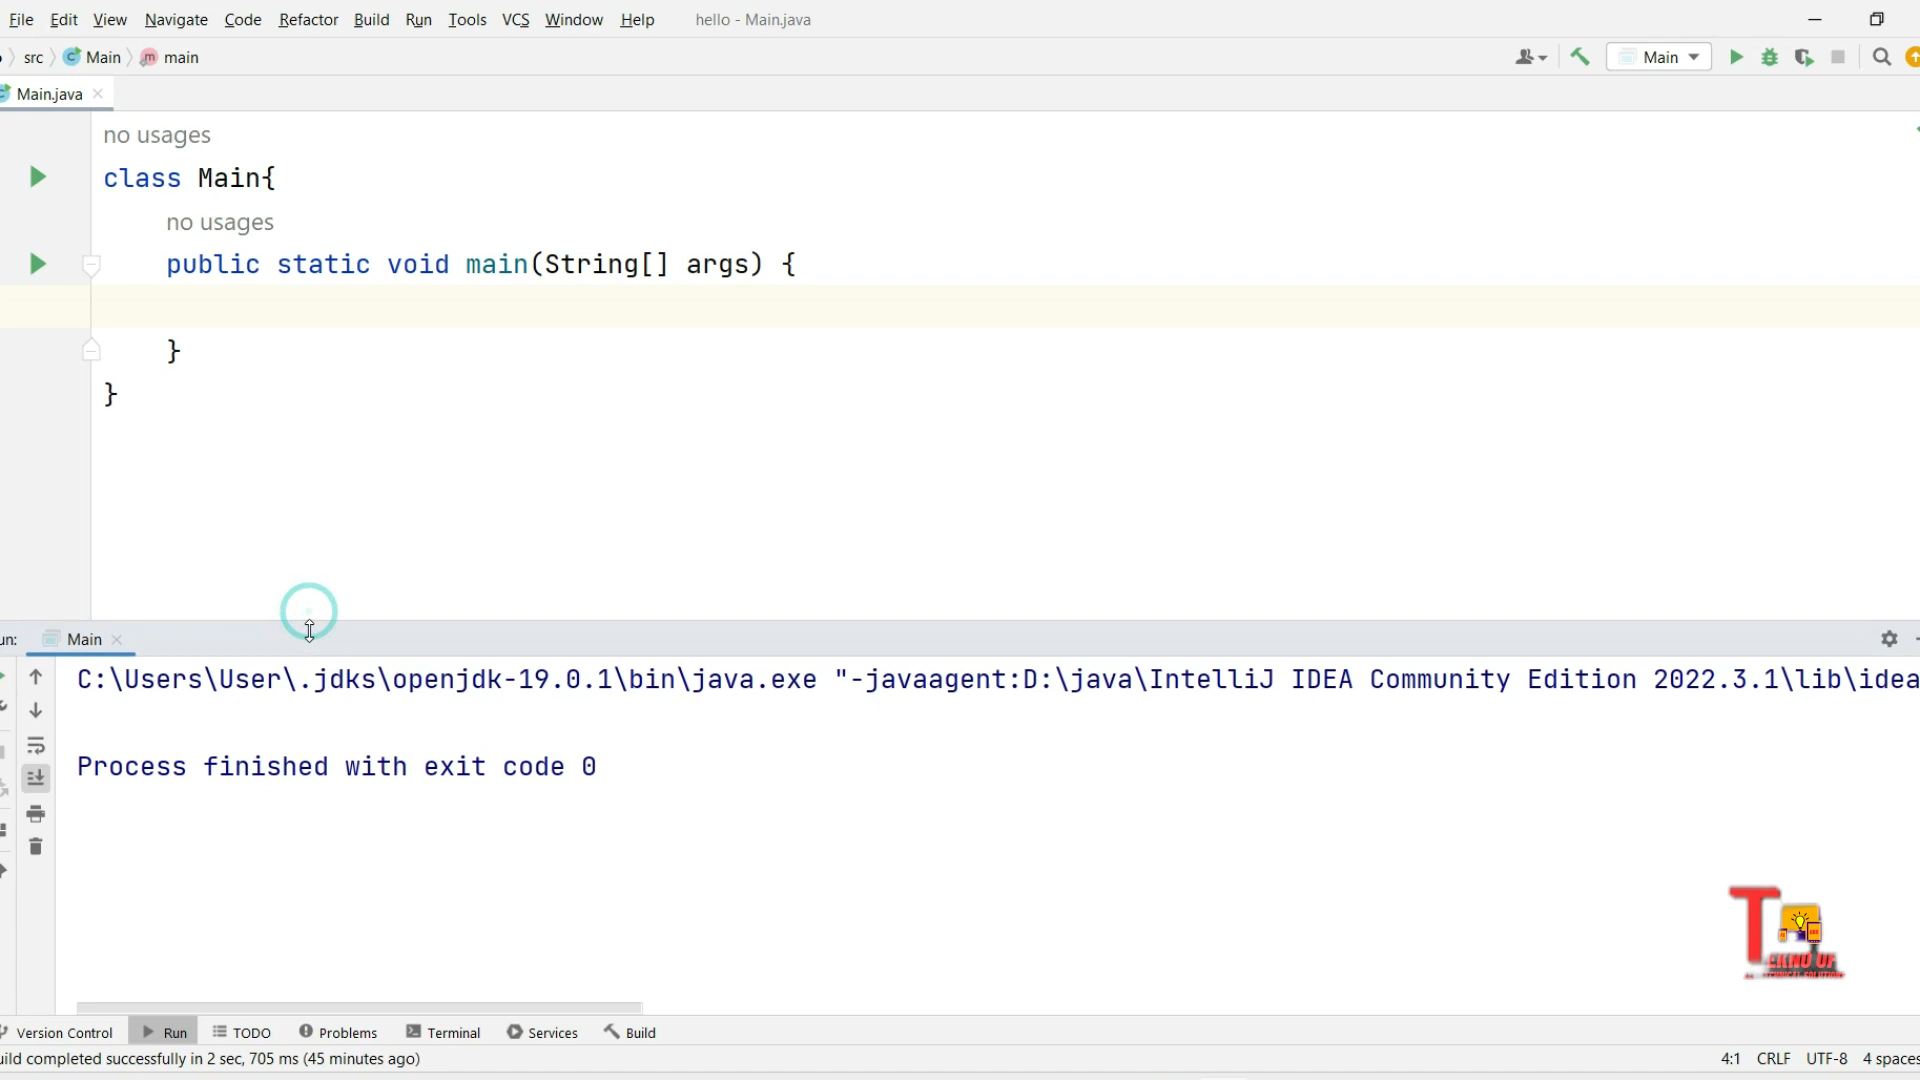 File Edit View Navigate Code Refactor Build Run Tools VCS Window Help hello - Main.java
src Main main Main
Main.java
no usages
class Main{
no usages
public static void main(String[] args) {
}
}
un: Main
C:\Users\User\.jdks\openjdk-19.0.1\bin\java.exe "-javaagent:D:\java\IntelliJ IDEA Community Edition 2022.3.1\lib\idea
Process finished with exit code 0
TEKNO UF
Version Control Run TODO Problems Terminal Services Build
uild completed successfully in 2 sec, 705 ms (45 minutes ago) 4:1 CRLF UTF-8 4 spaces